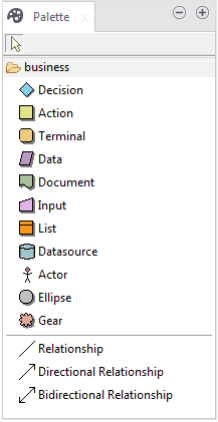 Palette
business
Decision
Action
Terminal
Data
Document
Input
List
Datasource
Actor
Ellipse
Gear
Relationship
Directional Relationship
Bidirectional Relationship